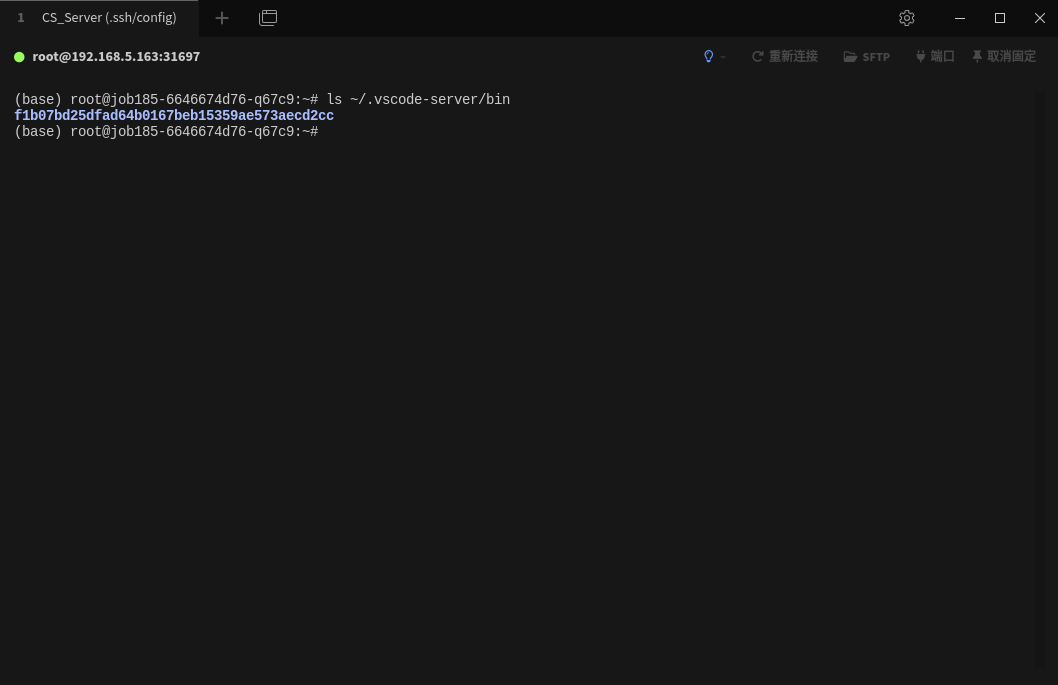 1 CS_Server (.ssh/config)
root@192.168.5.163:31697 重新连接 SFTP 端口 取消固定
(base) root@job185-6646674d76-q67c9:~# ls ~/.vscode-server/bin
f1b07bd25dfad64b0167beb15359ae573aecd2cc
(base) root@job185-6646674d76-q67c9:~#